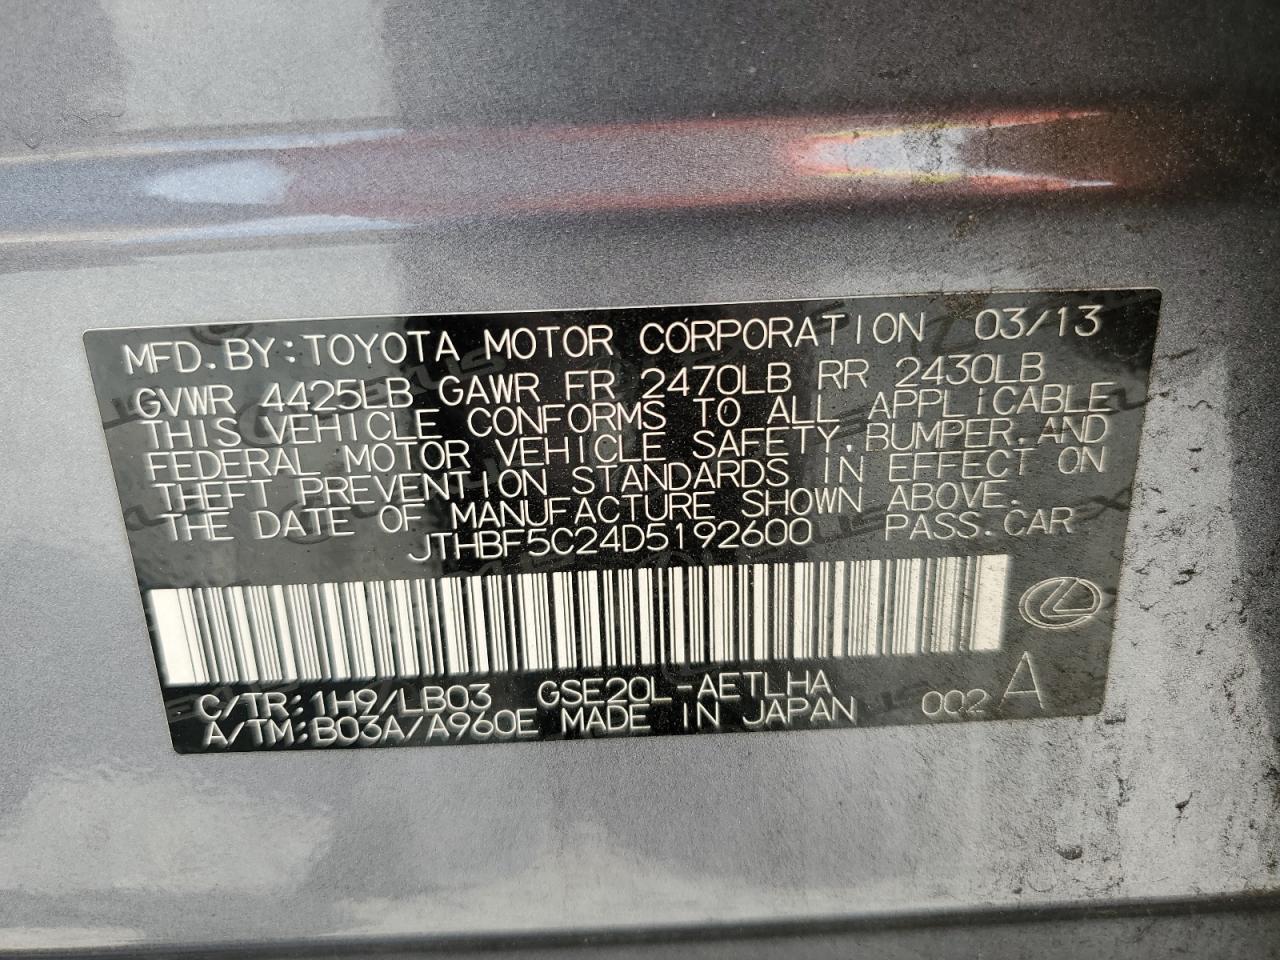 MFD. BY: TOYOTA MOTOR CORPORATION 03/13
GVWR 4425LB GAWR FR 2470LB RR 2430LB
THIS VEHICLE CONFORMS TO ALL APPLICABLE
FEDERAL MOTOR VEHICLE SAFETY, BUMPER, AND
THEFT PREVENTION STANDARDS IN EFFECT ON
THE DATE OF MANUFACTURE SHOWN ABOVE.
JTHBF5C24D5192600 PASS. CAR
C/TR: 1H9/LB03 GSE20L-AETLHA
A/TM: B03A/A960E MADE IN JAPAN 002 A